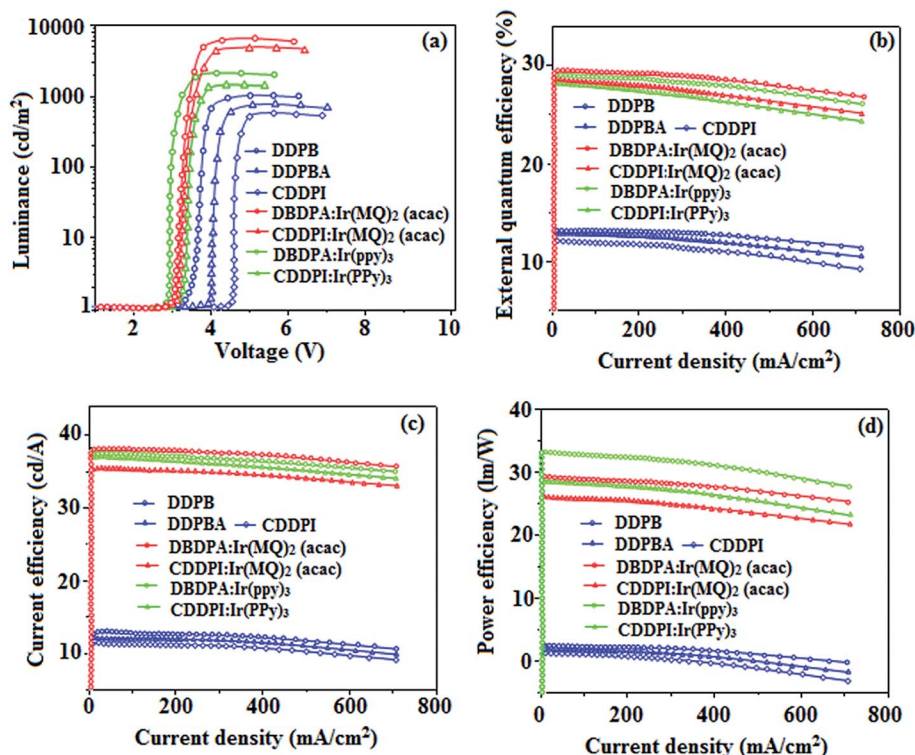 (a)
Luminance (cd/m²)
10000
1000
100
10
1
DDPB
DDPBA
CDDPI
DBDPA:Ir(MQ)₂ (acac)
CDDPI:Ir(MQ)₂ (acac)
DBDPA:Ir(ppy)₃
CDDPI:Ir(PPy)₃
2 4 6 8 10
Voltage (V)
(b)
External quantum efficiency (%)
30
20
10
DDPB
DDPBA CDDPI
DBDPA:Ir(MQ)₂ (acac)
CDDPI:Ir(MQ)₂ (acac)
DBDPA:Ir(ppy)₃
CDDPI:Ir(PPy)₃
0 200 400 600 800
Current density (mA/cm²)
(c)
Current efficiency (cd/A)
40
30
20
10
DDPB
DDPBA CDDPI
DBDPA:Ir(MQ)₂ (acac)
CDDPI:Ir(MQ)₂ (acac)
DBDPA:Ir(ppy)₃
CDDPI:Ir(PPy)₃
0 200 400 600 800
Current density (mA/cm²)
(d)
Power efficiency (lm/W)
40
30
20
10
0
DDPB
DDPBA CDDPI
DBDPA:Ir(MQ)₂ (acac)
CDDPI:Ir(MQ)₂ (acac)
DBDPA:Ir(ppy)₃
CDDPI:Ir(PPy)₃
0 200 400 600 800
Current density (mA/cm²)